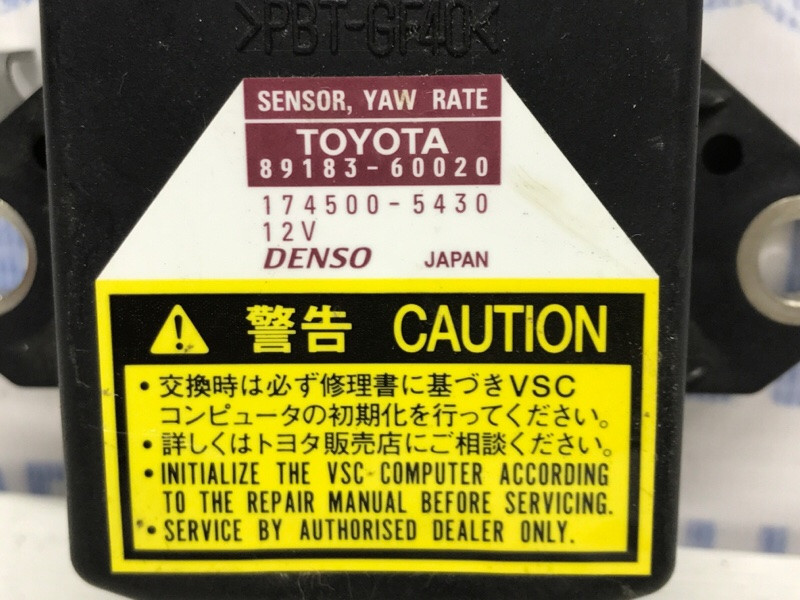 >PBT-GF40<
SENSOR, YAW RATE
TOYOTA
89183-60020
174500-5430
12V
DENSO JAPAN
警告 CAUTION
・交換時は必ず修理書に基づきVSC
コンピュータの初期化を行ってください。
・詳しくはトヨタ販売店にご相談ください。
・INITIALIZE THE VSC COMPUTER ACCORDING
TO THE REPAIR MANUAL BEFORE SERVICING.
・SERVICE BY AUTHORISED DEALER ONLY.